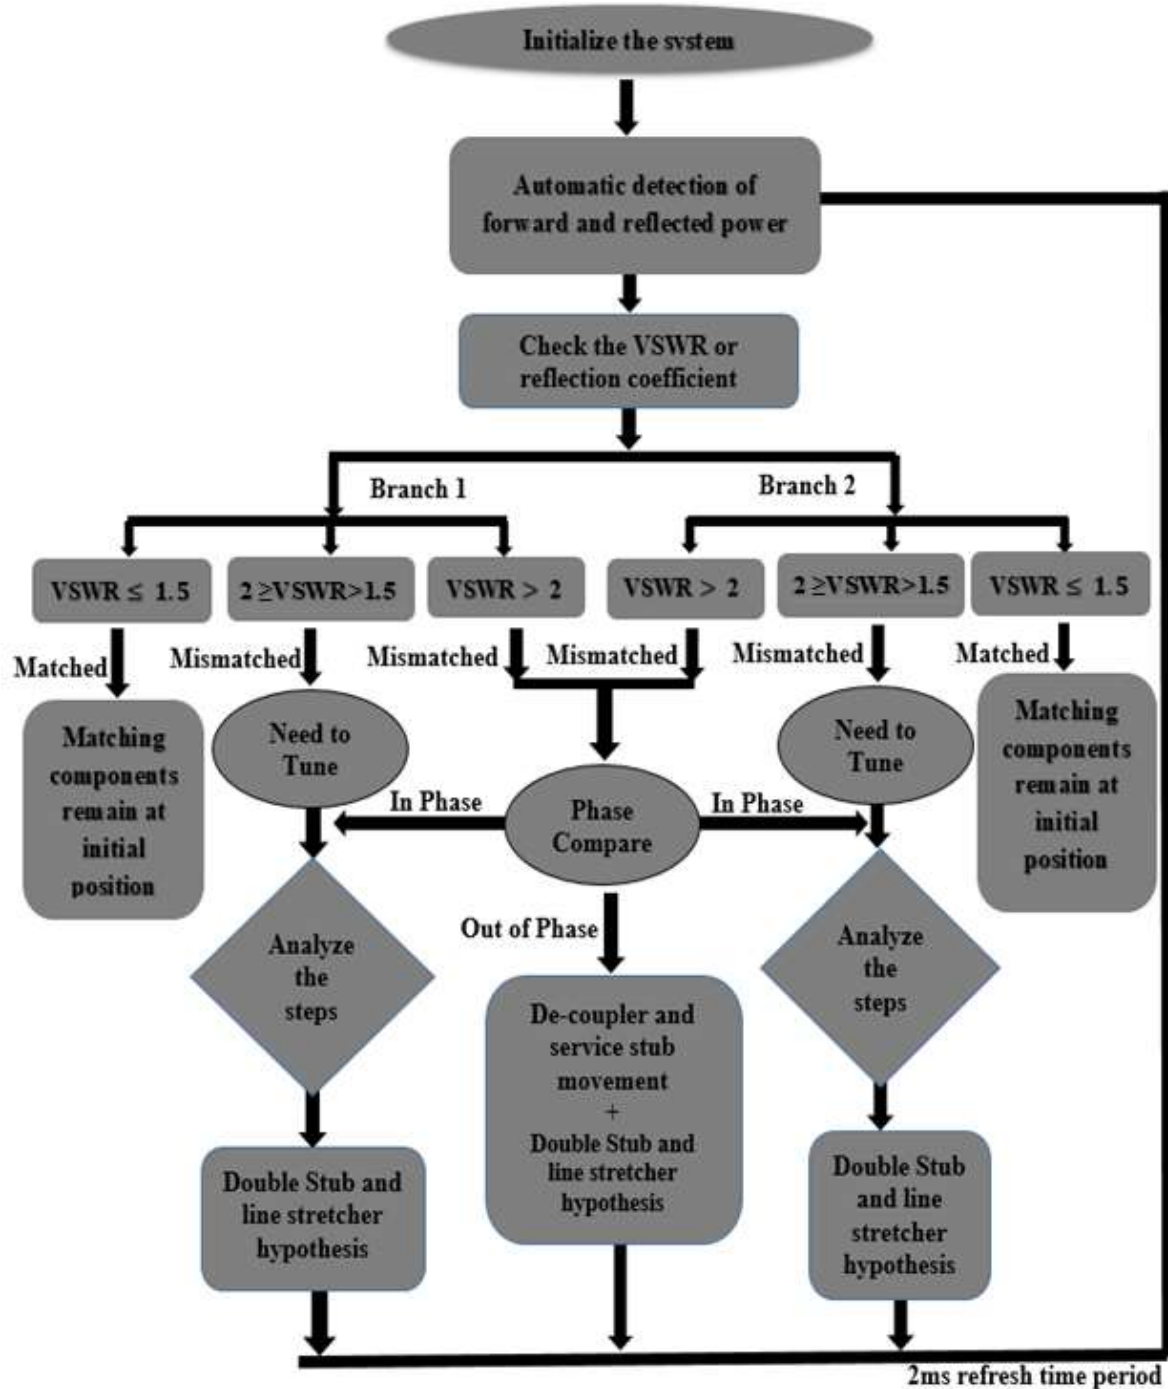 Initialize the system
Automatic detection of
forward and reflected power
Check the VSWR or
reflection coefficient
Branch 1
Branch 2
VSWR ≤ 1.5
2 ≥VSWR>1.5
VSWR > 2
VSWR > 2
2 ≥VSWR>1.5
VSWR ≤ 1.5
Matched
Mismatched
Mismatched
Mismatched
Mismatched
Matched
Matching
components
remain at
initial
position
Need to
Tune
In Phase
Phase
Compare
In Phase
Need to
Tune
Matching
components
remain at
initial
position
Analyze
the
steps
Out of Phase
Analyze
the
steps
De-coupler and
service stub
movement
+
Double Stub and
line stretcher
hypothesis
Double Stub and
line stretcher
hypothesis
Double Stub
and line
stretcher
hypothesis
2ms refresh time period